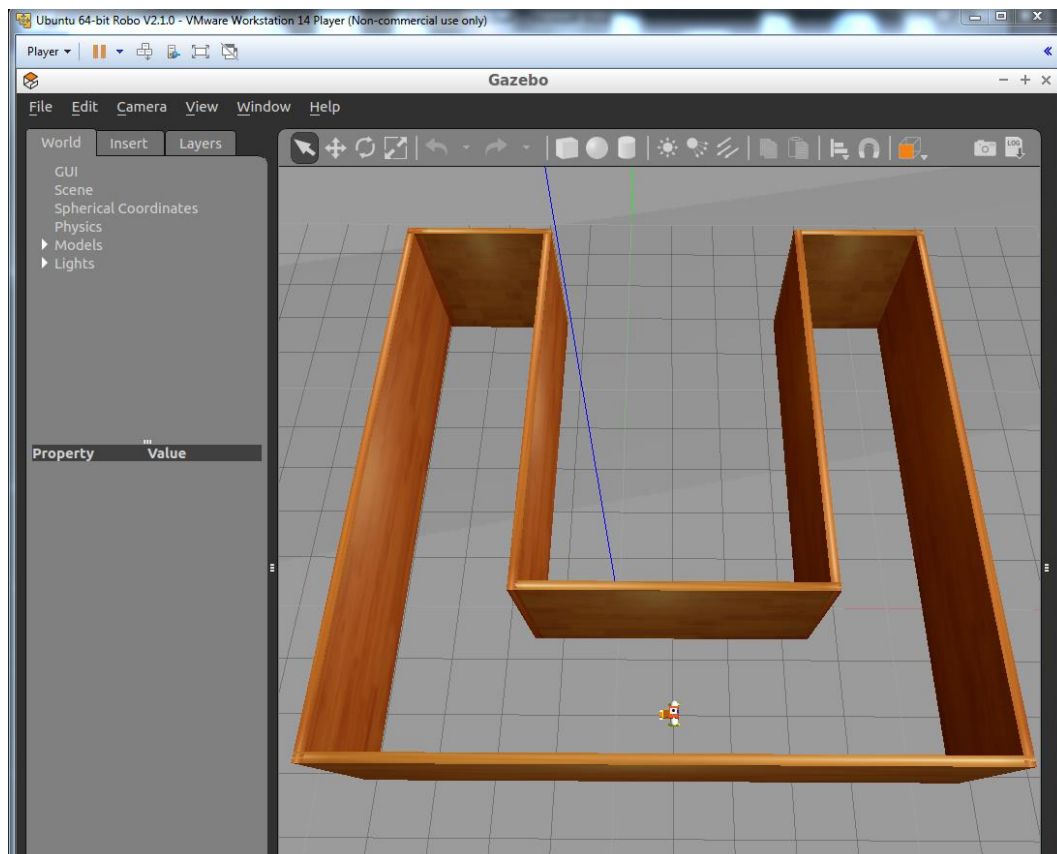 Ubuntu 64-bit Robo V2.1.0 - VMware Workstation 14 Player (Non-commercial use only)
Player
Gazebo
File Edit Camera View Window Help
World Insert Layers
GUI
Scene
Spherical Coordinates
Physics
Models
Lights
Property Value
LOG